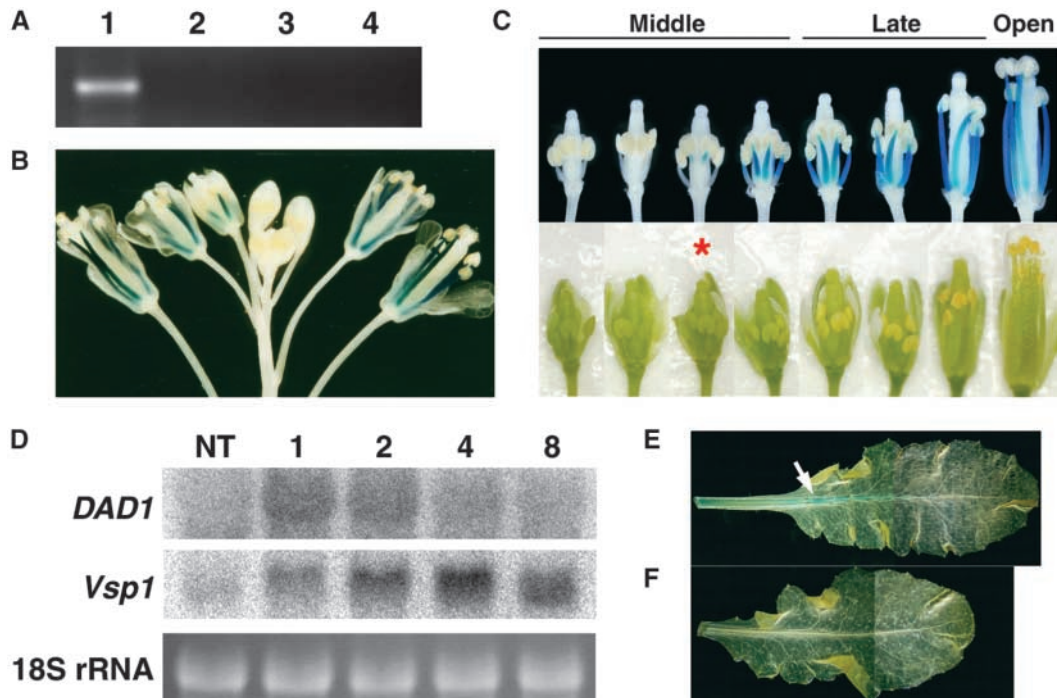 A
1 2 3 4
B
C
Middle Late Open
*
D
NT 1 2 4 8
DAD1
Vsp1
18S rRNA
E
F